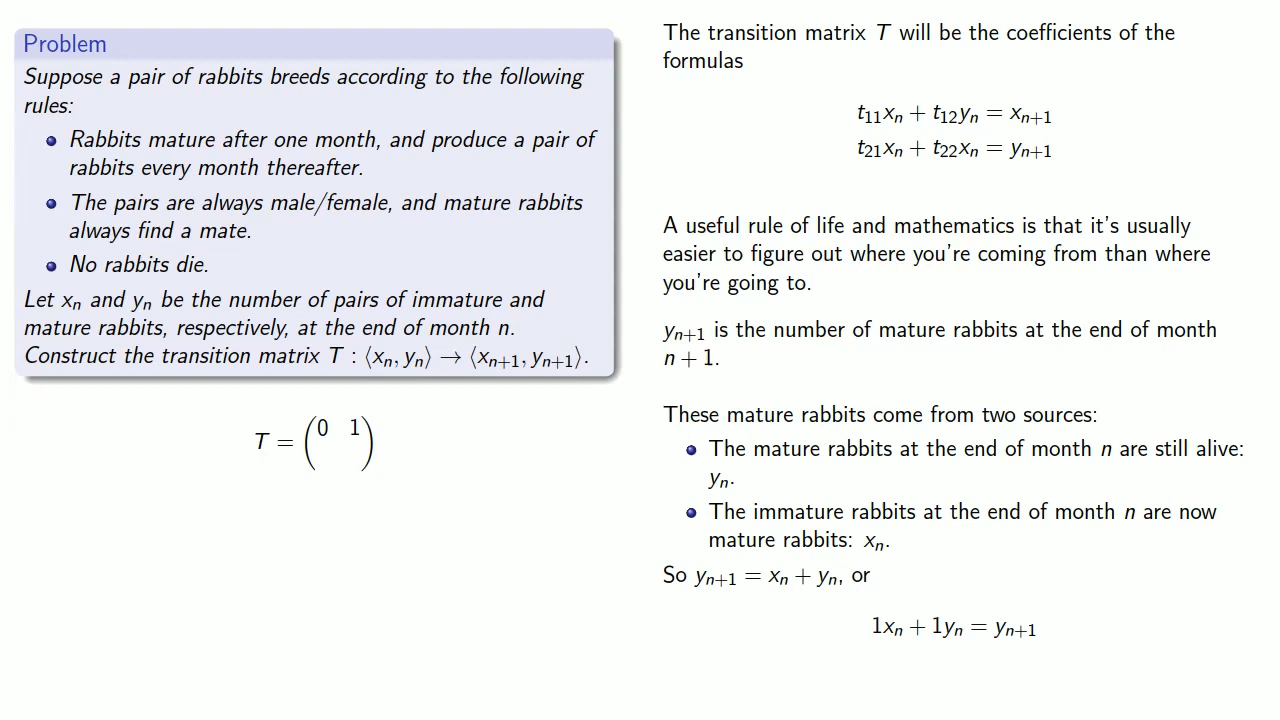 Problem
Suppose a pair of rabbits breeds according to the following
rules:
Rabbits mature after one month, and produce a pair of
rabbits every month thereafter.
The pairs are always male/female, and mature rabbits
always find a mate.
No rabbits die.
Let xₙ and yₙ be the number of pairs of immature and
mature rabbits, respectively, at the end of month n.
Construct the transition matrix T : ⟨xₙ, yₙ⟩ → ⟨xₙ₊₁, yₙ₊₁⟩.
T = (0 1)
The transition matrix T will be the coefficients of the
formulas
t₁₁xₙ + t₁₂yₙ = xₙ₊₁
t₂₁xₙ + t₂₂xₙ = yₙ₊₁
A useful rule of life and mathematics is that it's usually
easier to figure out where you're coming from than where
you're going to.
yₙ₊₁ is the number of mature rabbits at the end of month
n + 1.
These mature rabbits come from two sources:
The mature rabbits at the end of month n are still alive:
yₙ.
The immature rabbits at the end of month n are now
mature rabbits: xₙ.
So yₙ₊₁ = xₙ + yₙ, or
1xₙ + 1yₙ = yₙ₊₁